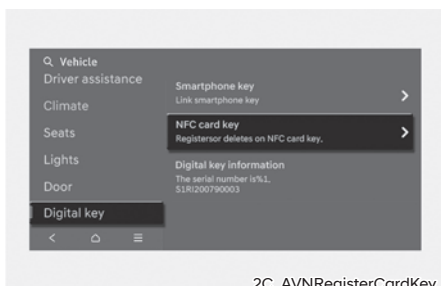 Vehicle
Driver assistance
Climate
Seats
Lights
Door
Digital key
Smartphone key
Link smartphone key
NFC card key
Registersor deletes on NFC card key,
Digital key information
The serial number is%1,
S1RI200790003
2C_AVNRegisterCardKey